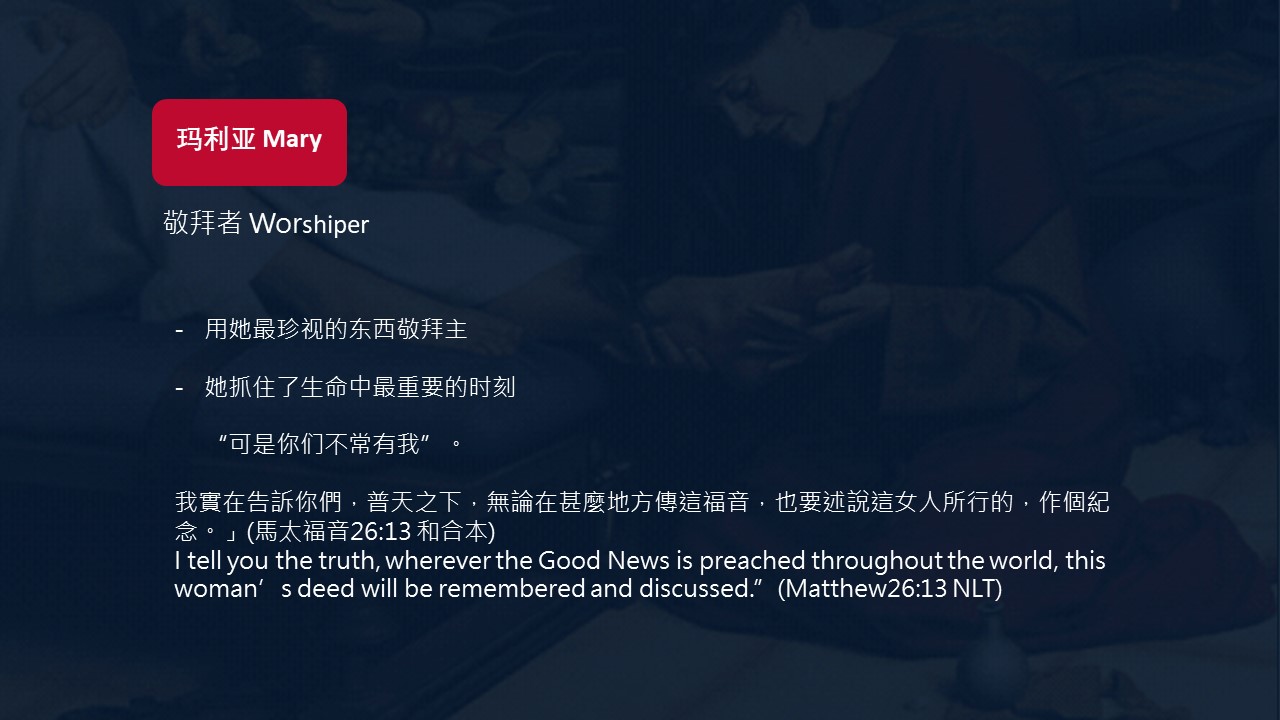 玛利亚 Mary
敬拜者 Worshiper
- 用她最珍视的东西敬拜主
- 她抓住了生命中最重要的时刻
“可是你们不常有我”。
我實在告訴你們，普天之下，無論在甚麼地方傳這福音，也要述說這女人所行的，作個紀
念。」(馬太福音26:13 和合本)
I tell you the truth, wherever the Good News is preached throughout the world, this
woman’s deed will be remembered and discussed.” (Matthew26:13 NLT)